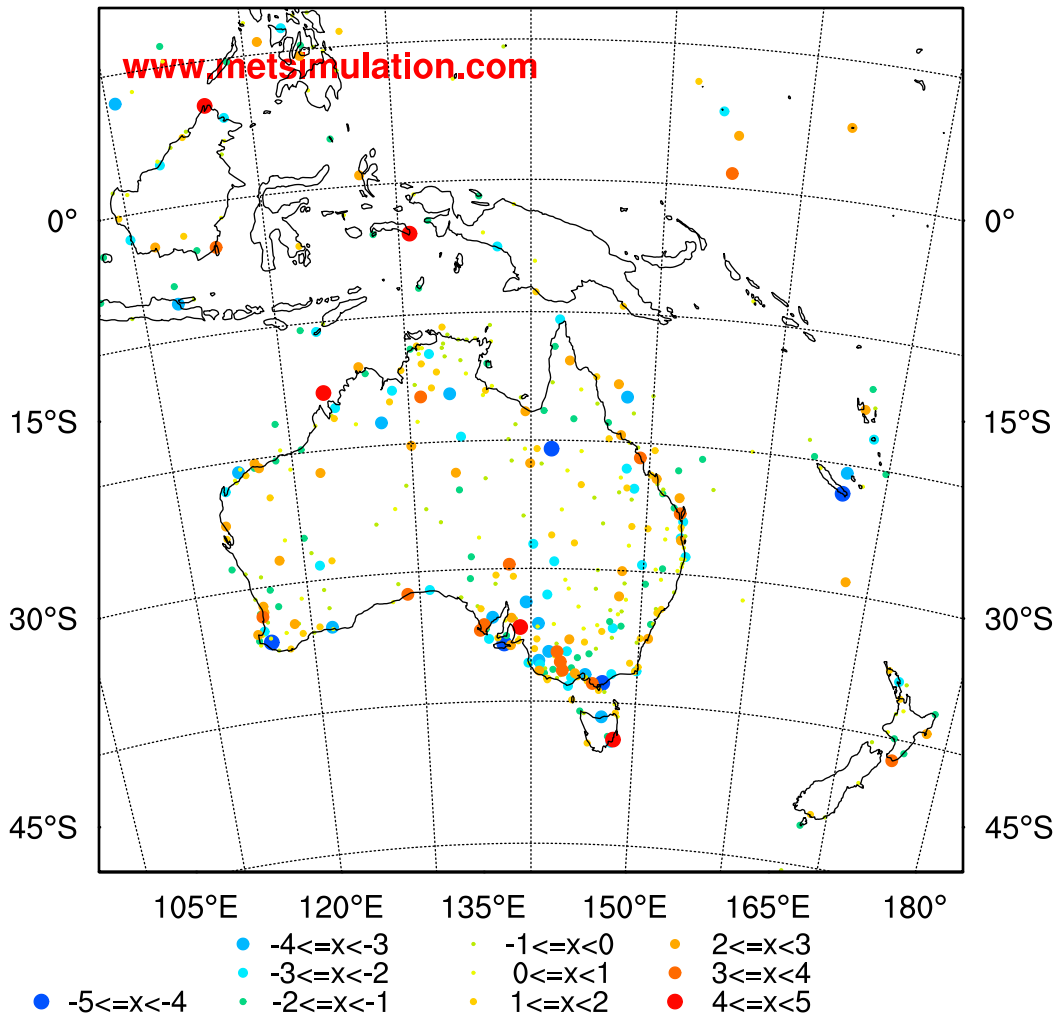 www.metsimulation.com
0° 0°
15°S 15°S
30°S 30°S
45°S 45°S
105°E 120°E 135°E 150°E 165°E 180°
-4<=x<-3 -1<=x<0 2<=x<3
-3<=x<-2 0<=x<1 3<=x<4
-5<=x<-4 -2<=x<-1 1<=x<2 4<=x<5